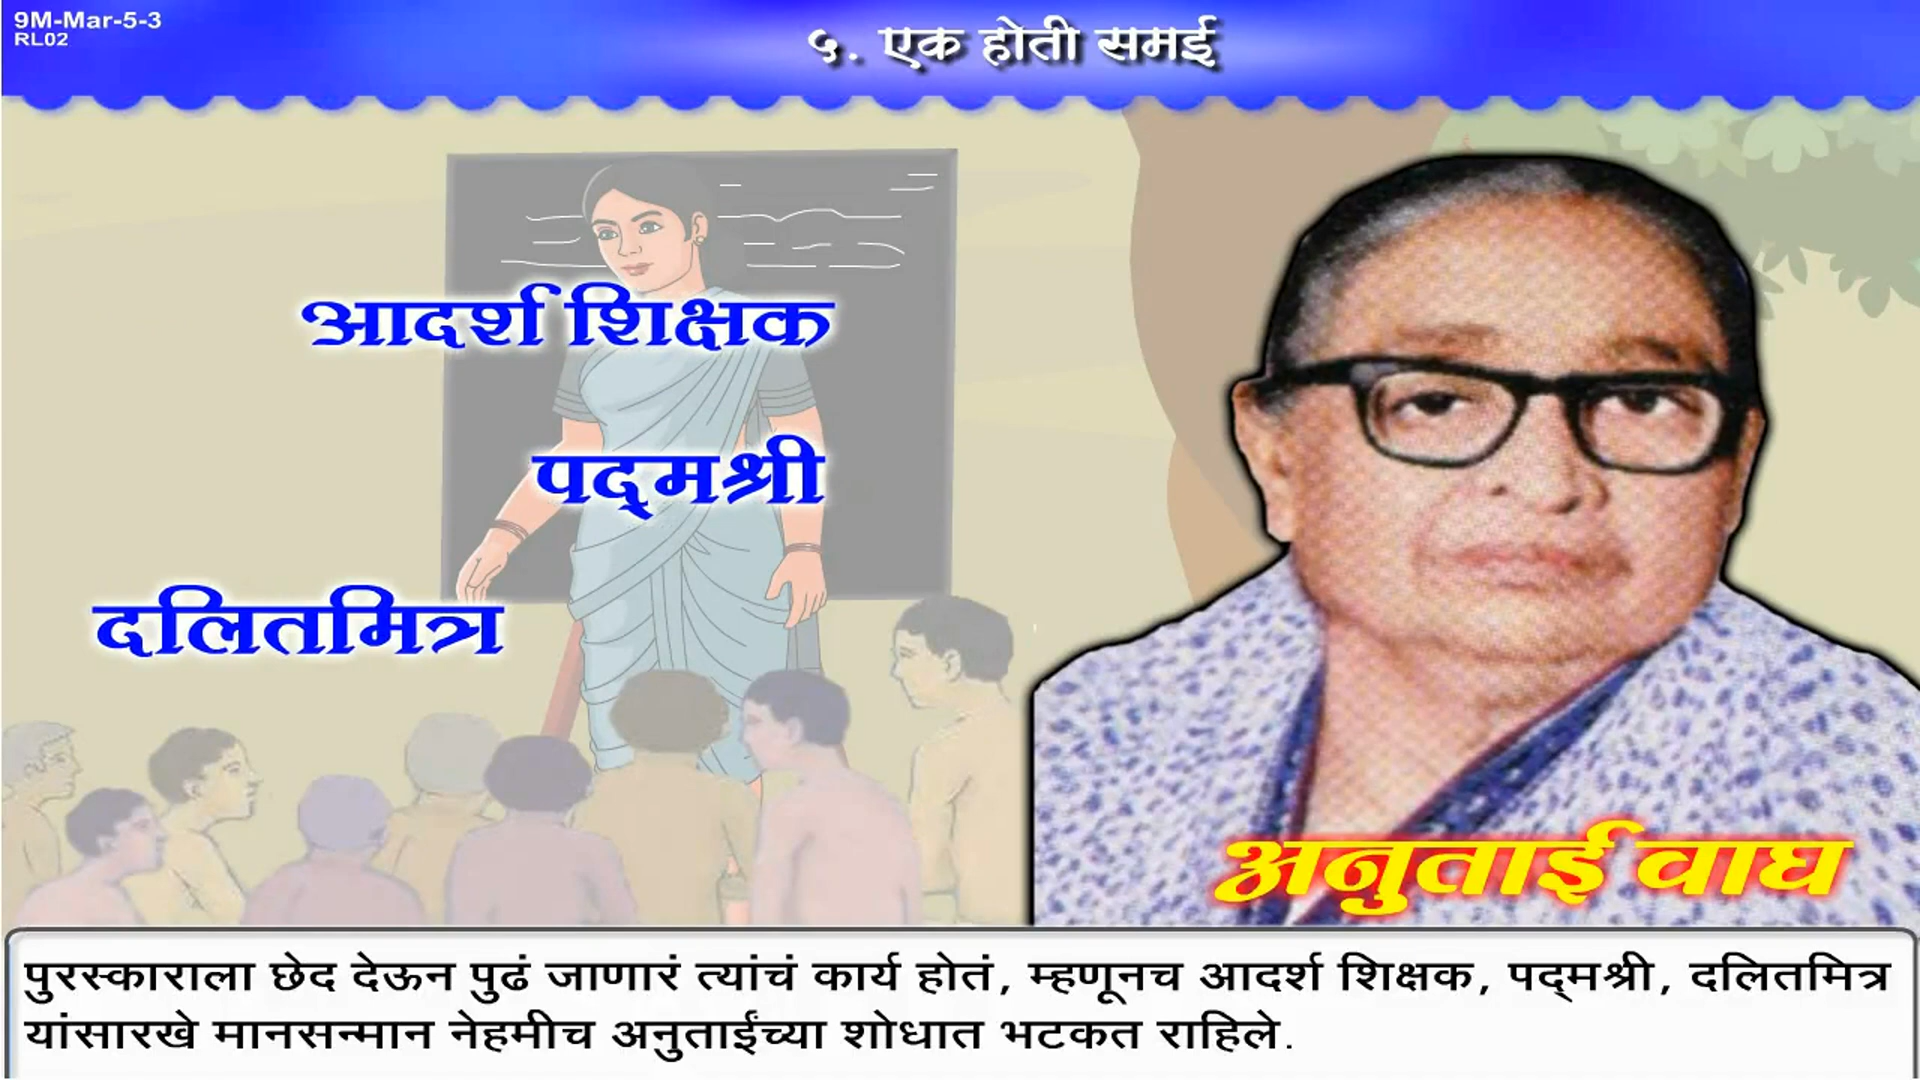 9M-Mar-5-3
RL02
५. एक होती समई
आदर्श शिक्षक
पद्‌मश्री
दलितमित्र
अनुताई वाघ
पुरस्काराला छेद देऊन पुढं जाणारं त्यांचं कार्य होतं, म्हणूनच आदर्श शिक्षक, पद्‌मश्री, दलितमित्र
यांसारखे मानसन्मान नेहमीच अनुताईंच्या शोधात भटकत राहिले.